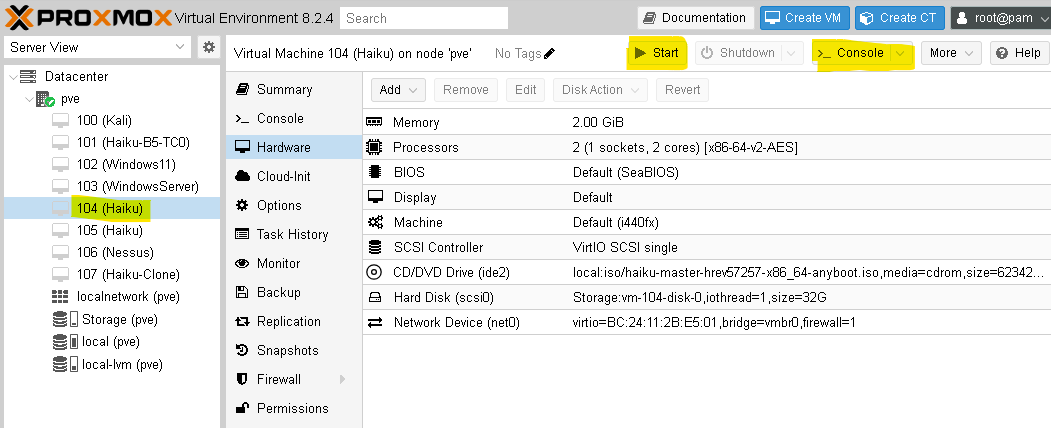 PROXMOX Virtual Environment 8.2.4 Search Documentation Create VM Create CT root@pam
Server View
Virtual Machine 104 (Haiku) on node 'pve' No Tags Start Shutdown Console More Help
Datacenter
pve
100 (Kali)
101 (Haiku-B5-TC0)
102 (Windows11)
103 (WindowsServer)
104 (Haiku)
105 (Haiku)
106 (Nessus)
107 (Haiku-Clone)
localnetwork (pve)
Storage (pve)
local (pve)
local-lvm (pve)
Summary
Console
Hardware
Cloud-Init
Options
Task History
Monitor
Backup
Replication
Snapshots
Firewall
Permissions
Add Remove Edit Disk Action Revert
Memory 2.00 GiB
Processors 2 (1 sockets, 2 cores) [x86-64-v2-AES]
BIOS Default (SeaBIOS)
Display Default
Machine Default (i440fx)
SCSI Controller VirtIO SCSI single
CD/DVD Drive (ide2) local:iso/haiku-master-hrev57257-x86_64-anyboot.iso,media=cdrom,size=62342...
Hard Disk (scsi0) Storage:vm-104-disk-0,iothread=1,size=32G
Network Device (net0) virtio=BC:24:11:2B:E5:01,bridge=vmbr0,firewall=1